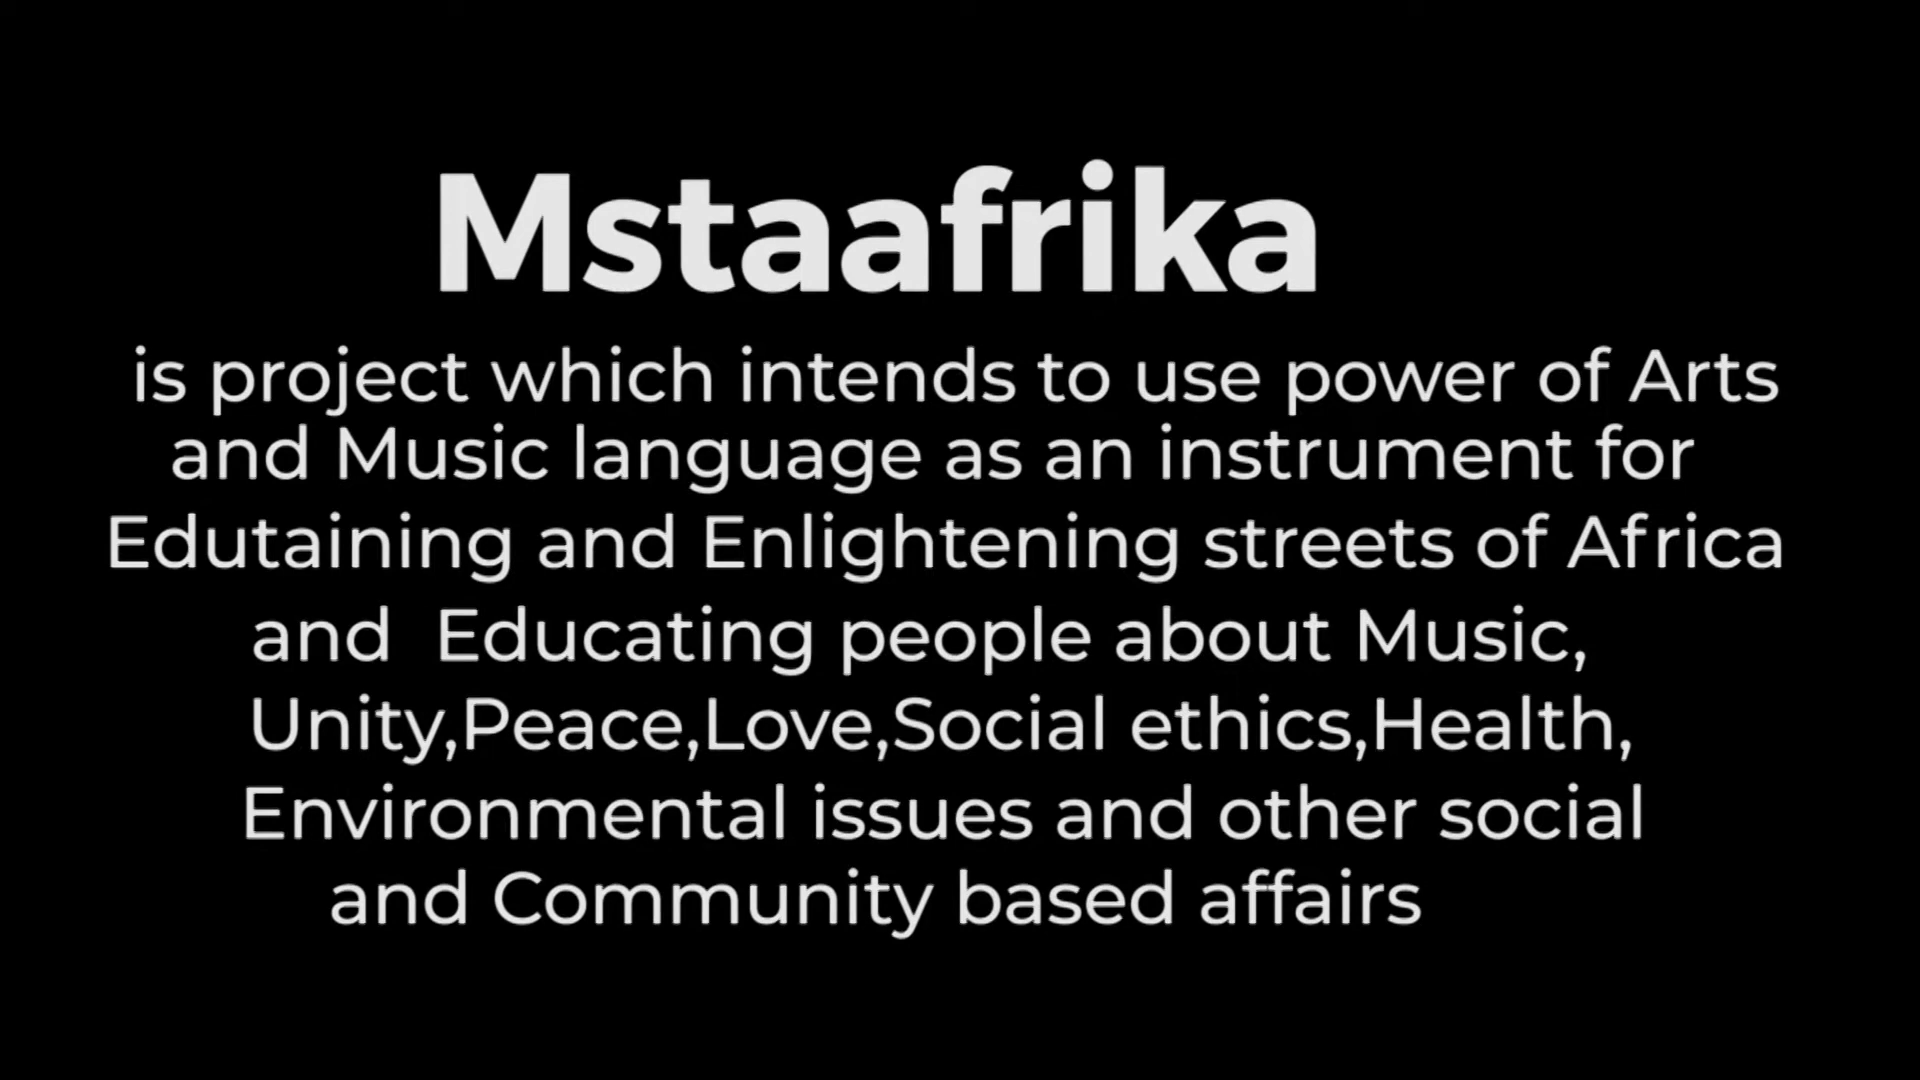 Mstaafrika
is project which intends to use power of Arts
and Music language as an instrument for
Edutaining and Enlightening streets of Africa
and  Educating people about Music,
Unity,Peace,Love,Social ethics,Health,
Environmental issues and other social
and Community based affairs